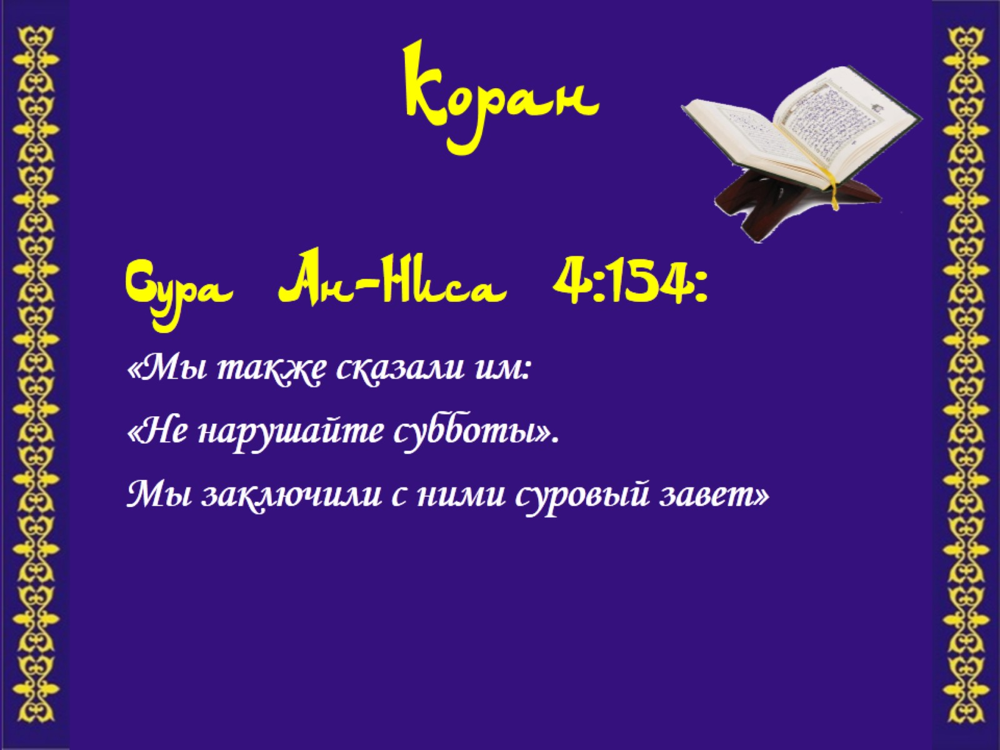 Коран
Сура Ан-Ниса 4:154:
«Мы также сказали им:
«Не нарушайте субботы».
Мы заключили с ними суровый завет»